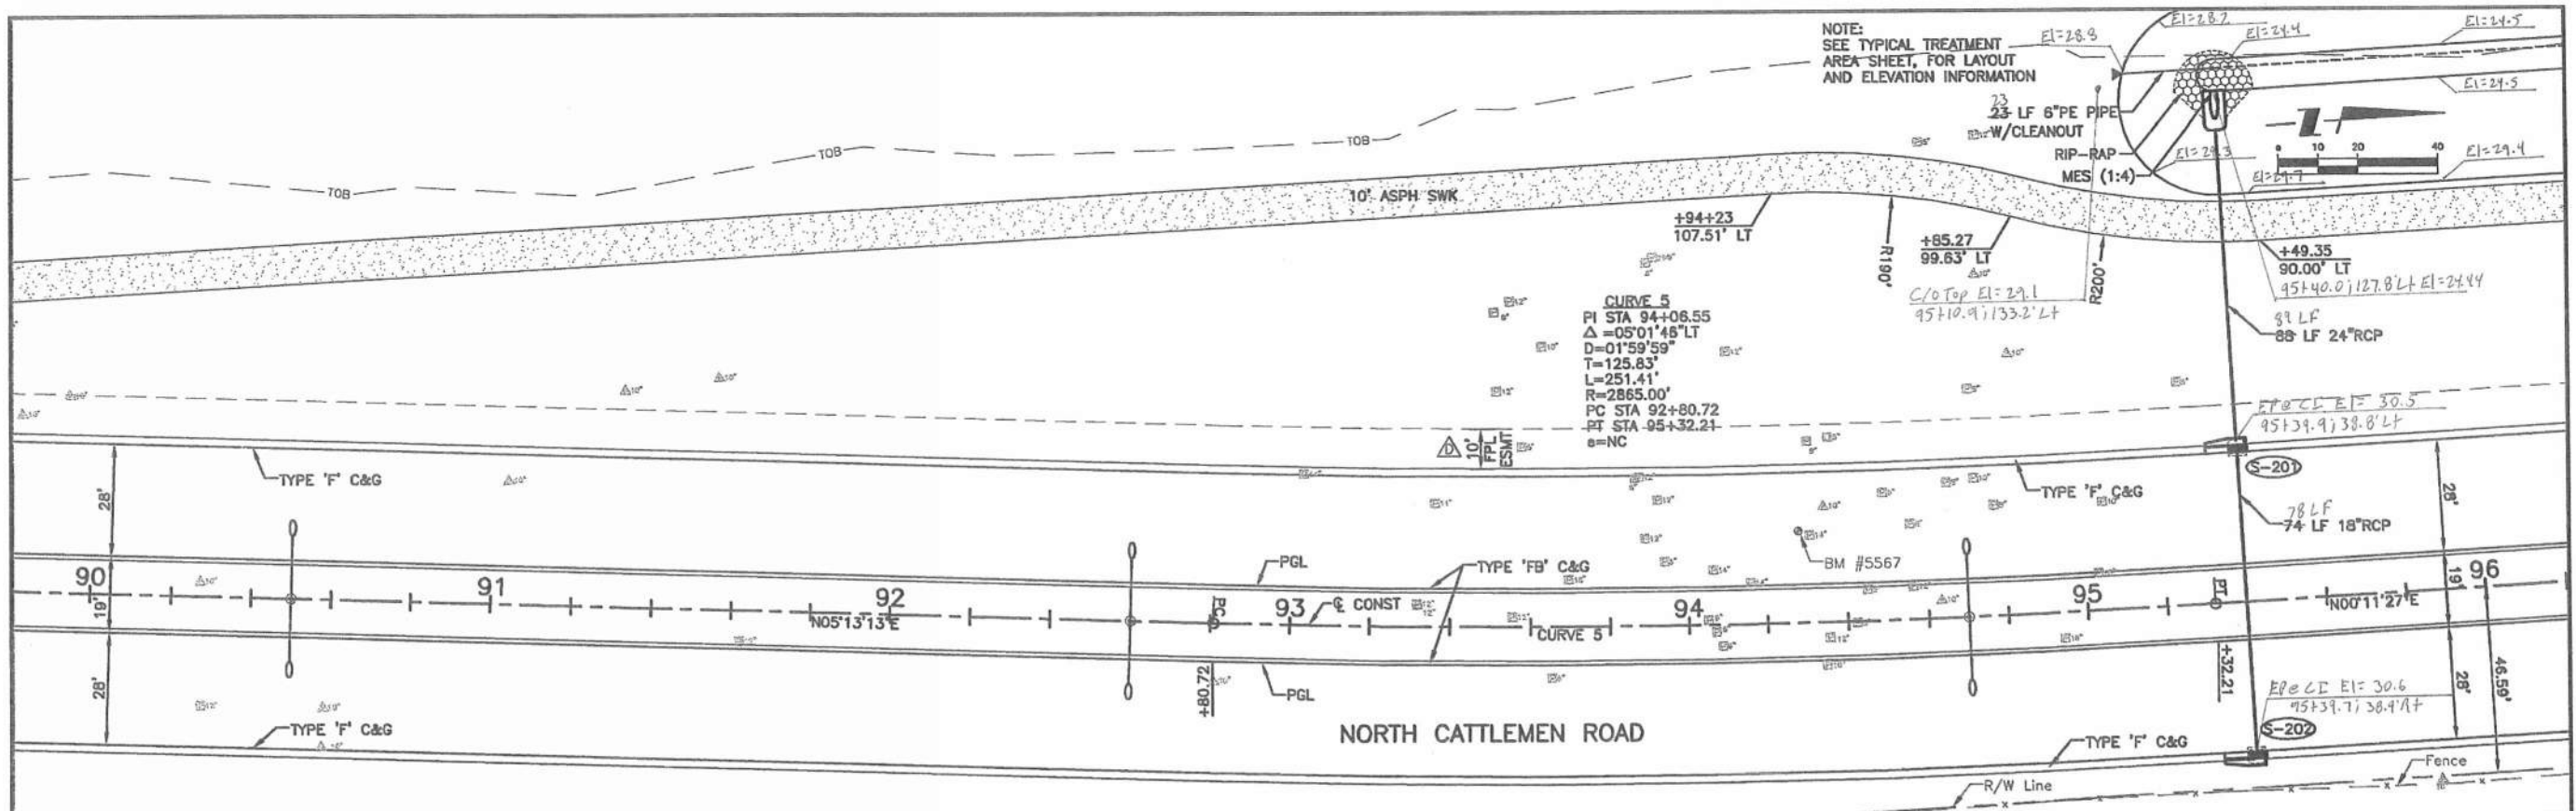 NOTE:
SEE TYPICAL TREATMENT
AREA SHEET, FOR LAYOUT
AND ELEVATION INFORMATION
El=28.8
El=28.2
El=24.4
El=24.5
El=24.5
23
23 LF 6"PE PIPE
W/CLEANOUT
RIP-RAP
MES (1:4)
El=29.3
El=29.7
El=29.4
0 10 20 40
TOB
TOB
TOB
10' ASPH SWK
+94+23
107.51' LT
R190'
+85.27
99.63' LT
R200'
+49.35
90.00' LT
95+40.0; 127.8' Lt El=24.44
C/O Top El=29.1
95+10.9; 133.2' Lt
CURVE 5
PI STA 94+06.55
Δ =05°01'46"LT
D=01°59'59"
T=125.83'
L=251.41'
R=2865.00'
PC STA 92+80.72
PT STA 95+32.21
e=NC
89 LF
88 LF 24"RCP
EP@CI El= 30.5
95+39.9; 38.8' Lt
D
10'
FPL
ESMT
S-201
TYPE 'F' C&G
TYPE 'F' C&G
28'
28'
78 LF
74 LF 18"RCP
BM #5567
PGL
TYPE 'FB' C&G
90
91
92
93
94
95
96
19'
19'
N05°13'13"E
PC
℄ CONST
CURVE 5
PT
N00°11'27"E
28'
28'
+80.72
PGL
+32.21
46.59'
EP@CI El= 30.6
95+39.7; 38.9' Rt
S-202
TYPE 'F' C&G
NORTH CATTLEMEN ROAD
TYPE 'F' C&G
R/W Line
Fence